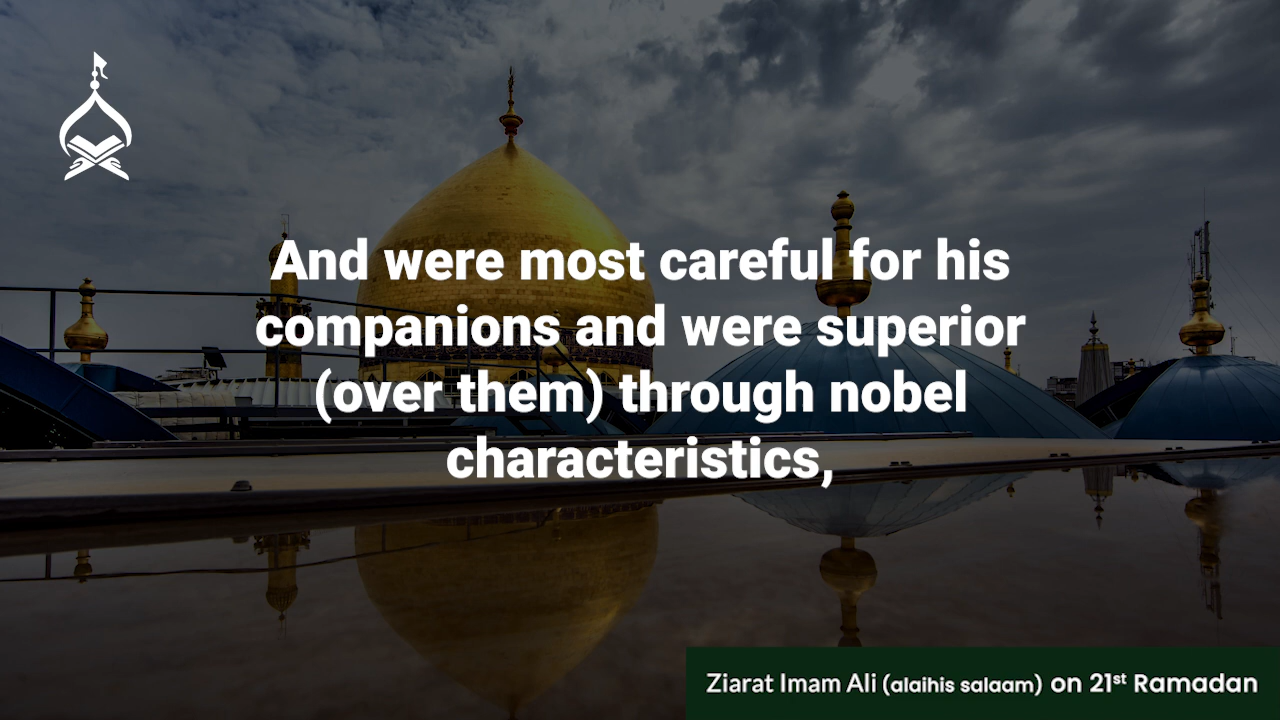 And were most careful for his
companions and were superior
(over them) through nobel
characteristics,
Ziarat Imam Ali (alaihis salaam) on 21st Ramadan